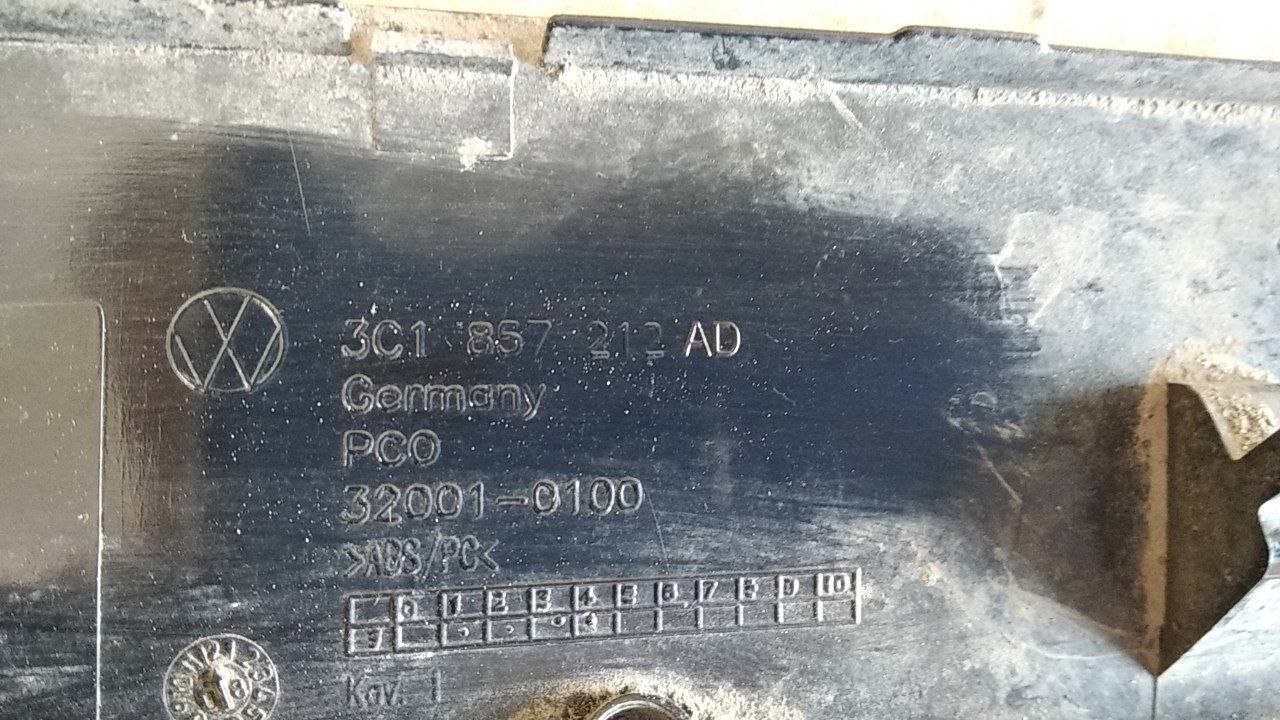 3C1 857 212 AD
Germany
PCO
32001-0100
>ABS/PC<
0 1 2 3 4 5 6 7 8 9 10
Kav. 1